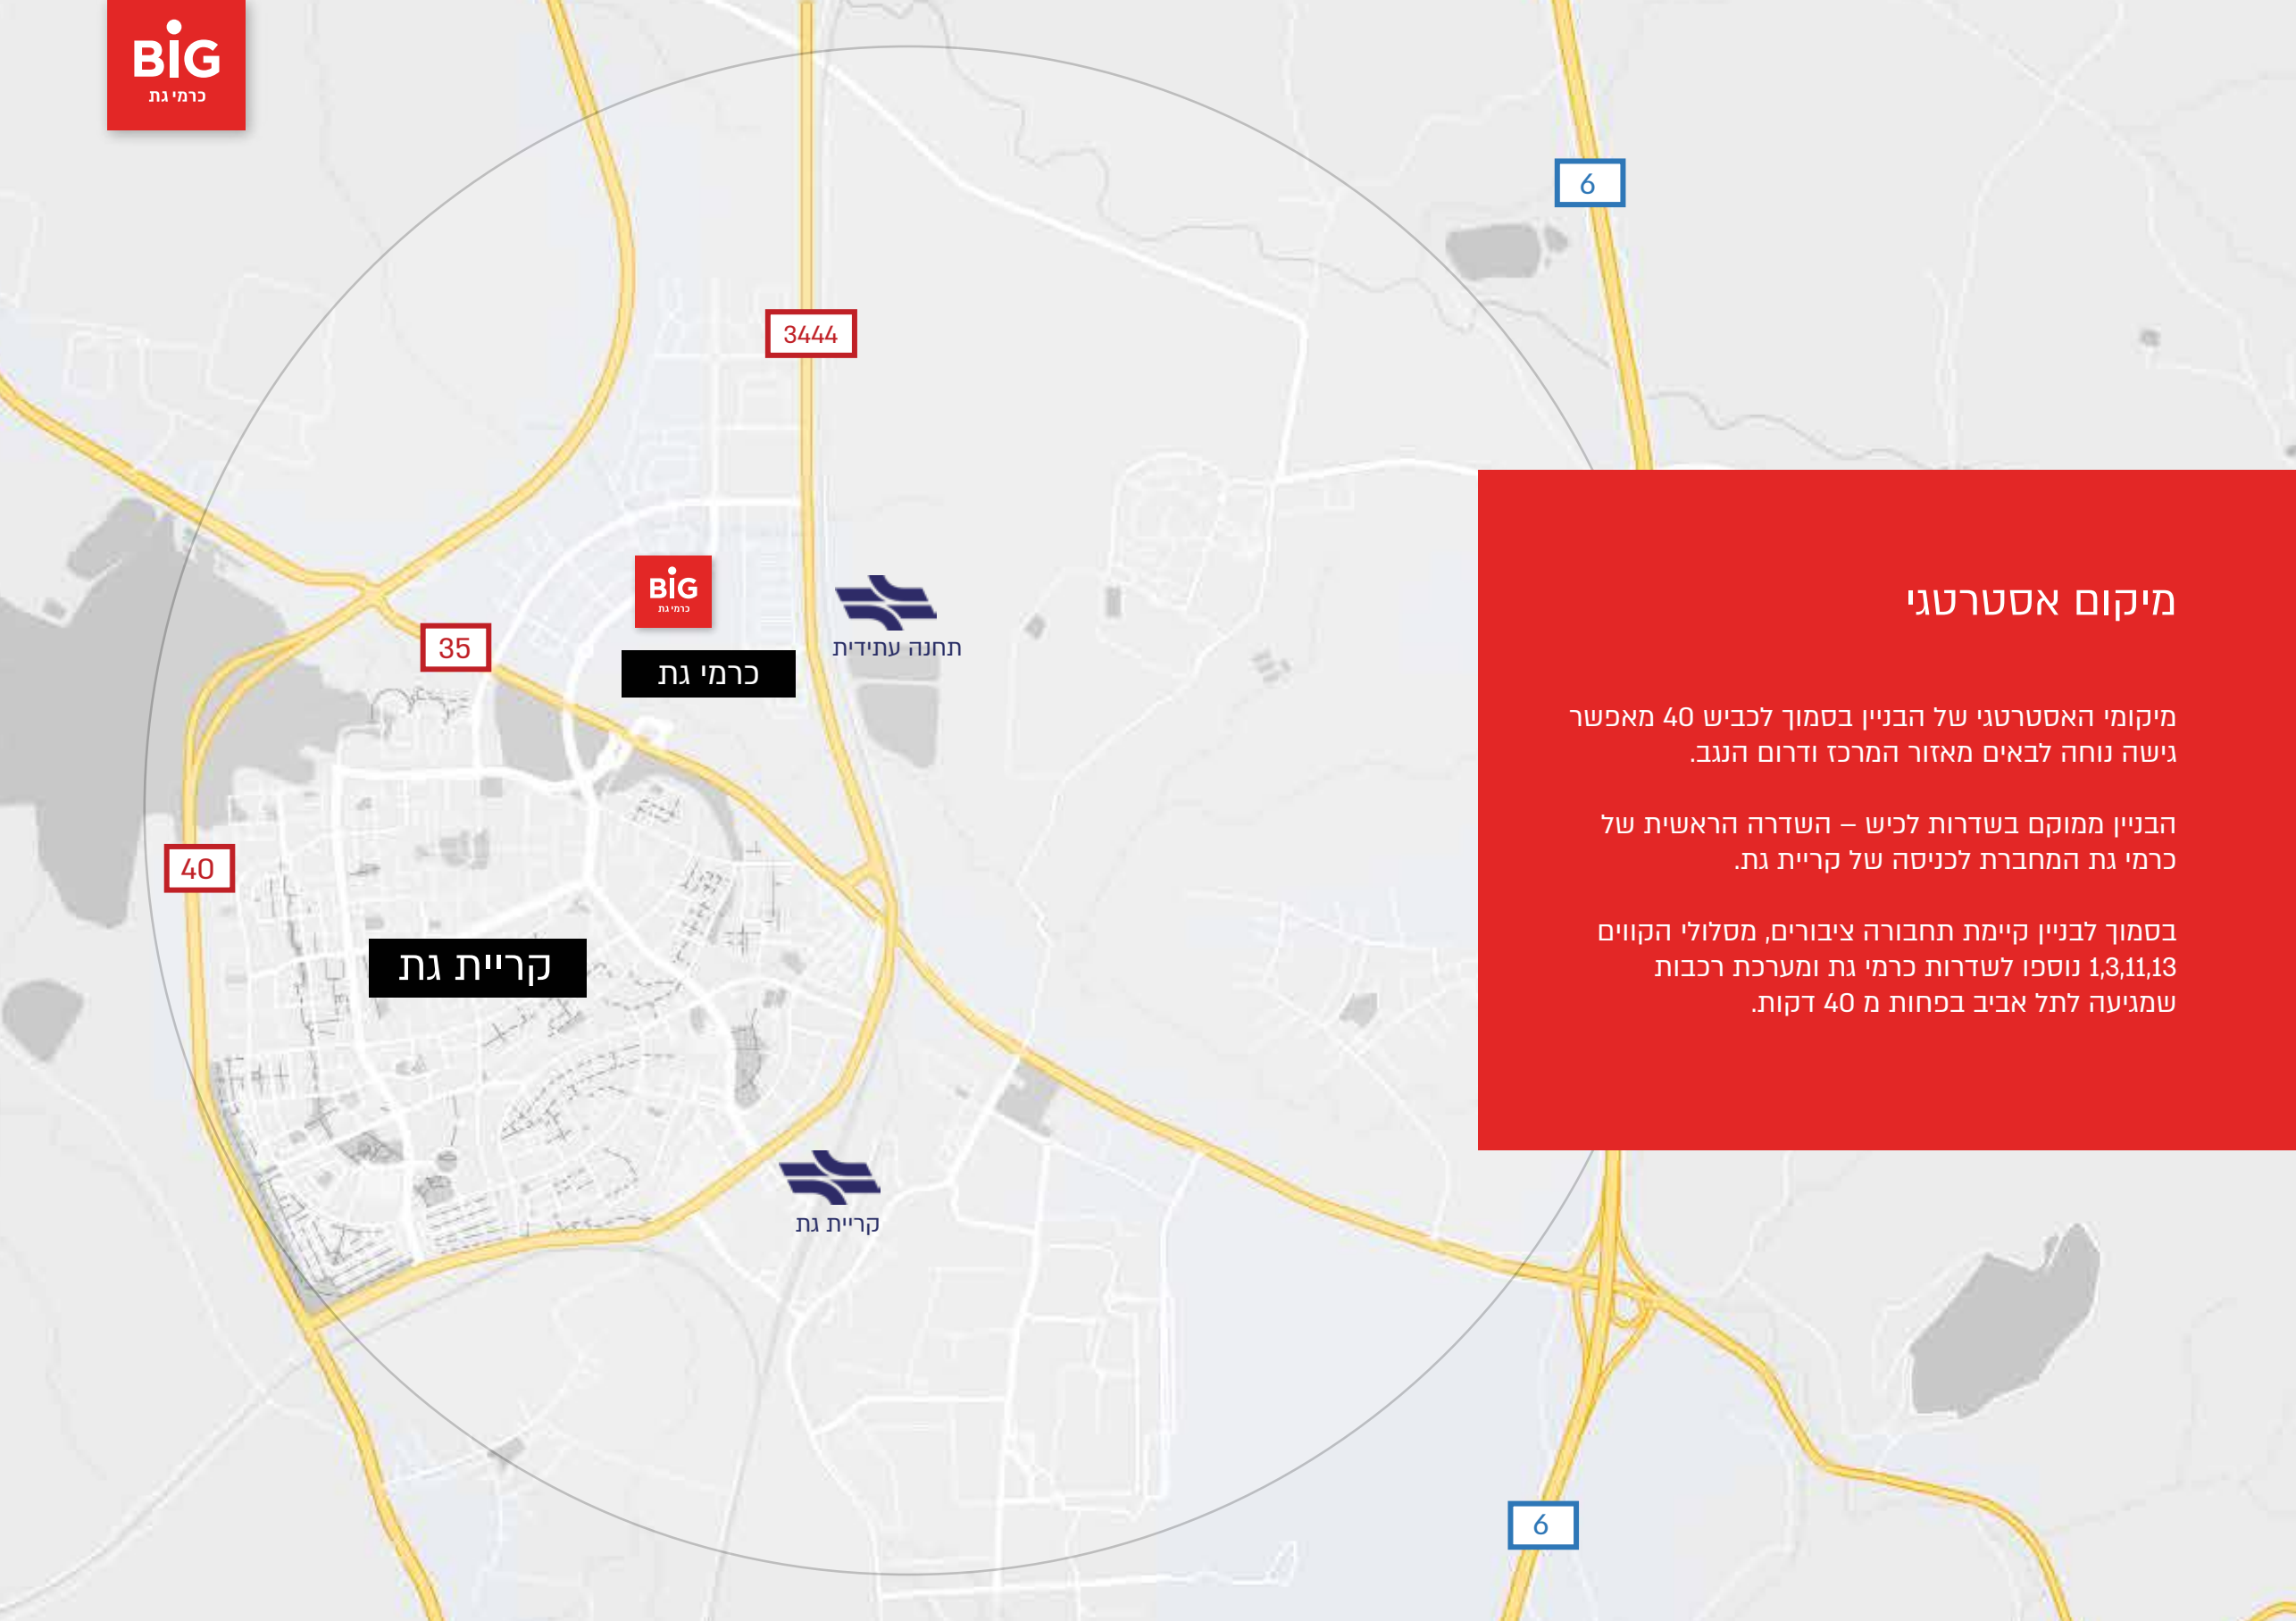 BIG
כרמי גת
6
3444
BIG
כרמי גת
תחנה עתידית
35
כרמי גת
40
קריית גת
קריית גת
6
מיקום אסטרטגי
מיקומי האסטרטגי של הבניין בסמוך לכביש 40 מאפשר
גישה נוחה לבאים מאזור המרכז ודרום הנגב.
הבניין ממוקם בשדרות לכיש – השדרה הראשית של
כרמי גת המחברת לכניסה של קריית גת.
בסמוך לבניין קיימת תחבורה ציבורים, מסלולי הקווים
1,3,11,13 נוספו לשדרות כרמי גת ומערכת רכבות
שמגיעה לתל אביב בפחות מ 40 דקות.